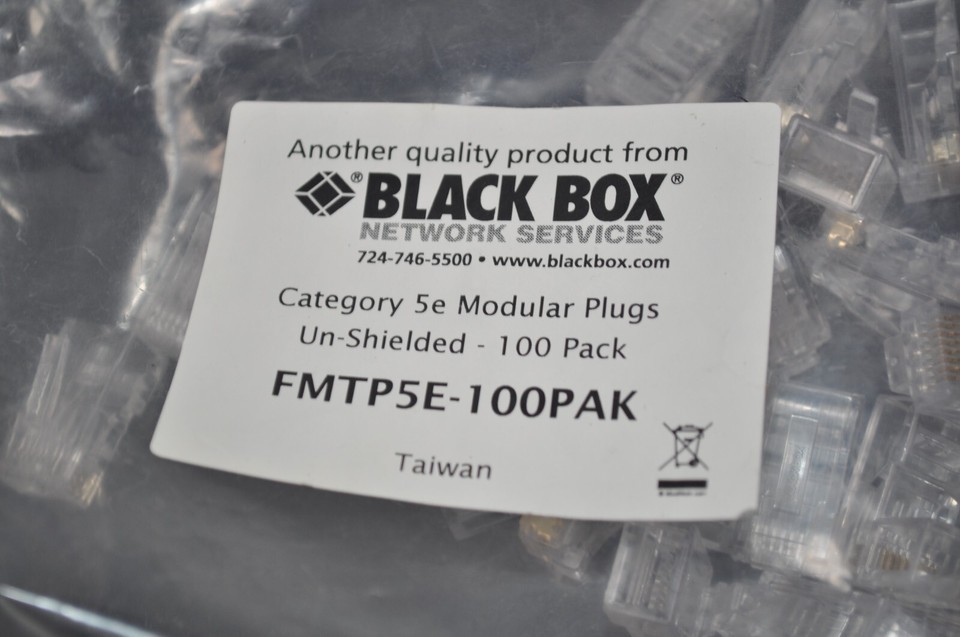 Another quality product from
® BLACK BOX ®
NETWORK SERVICES
724-746-5500 • www.blackbox.com
Category 5e Modular Plugs
Un-Shielded - 100 Pack
FMTP5E-100PAK
Taiwan